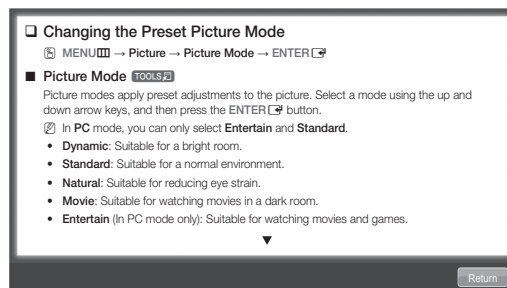 ❑ Changing the Preset Picture Mode
MENU → Picture → Picture Mode → ENTER
■ Picture Mode TOOLS
Picture modes apply preset adjustments to the picture. Select a mode using the up and
down arrow keys, and then press the ENTER button.
In PC mode, you can only select Entertain and Standard.
• Dynamic: Suitable for a bright room.
• Standard: Suitable for a normal environment.
• Natural: Suitable for reducing eye strain.
• Movie: Suitable for watching movies in a dark room.
• Entertain (In PC mode only): Suitable for watching movies and games.
▼
Return